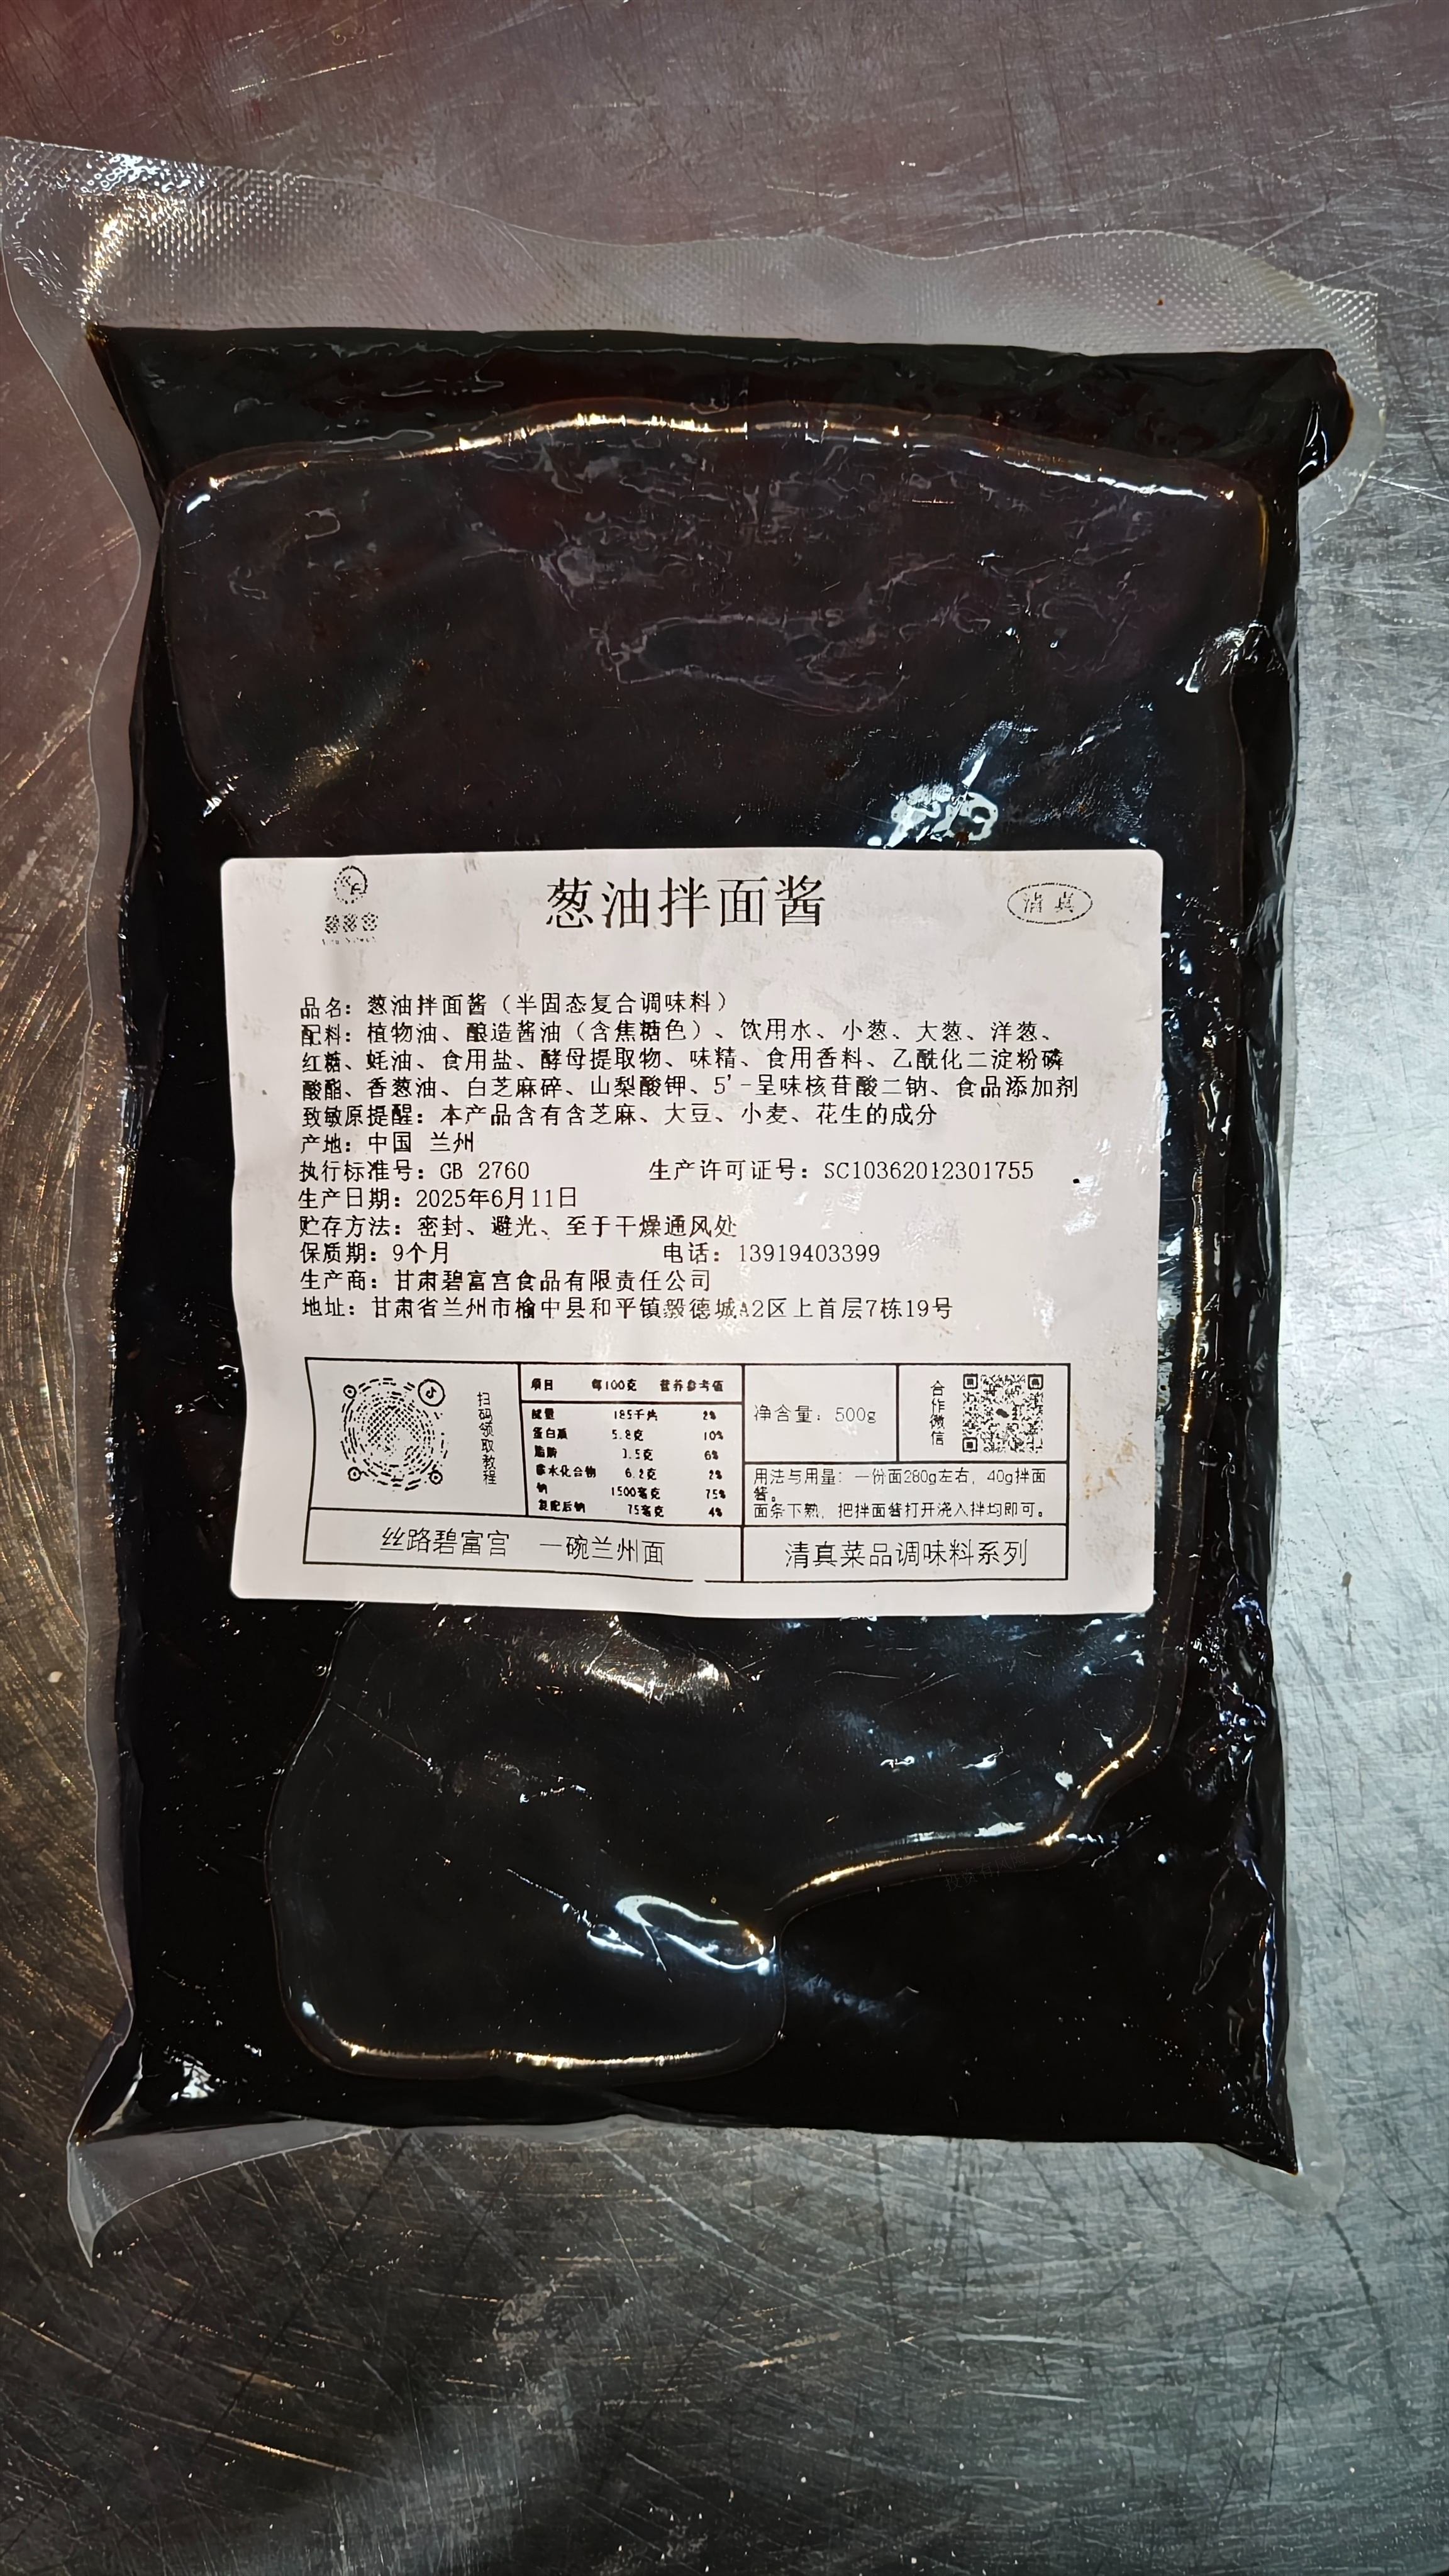 葱油拌面酱
清真
品名：葱油拌面酱（半固态复合调味料）
配料：植物油、酿造酱油（含焦糖色）、饮用水、小葱、大葱、洋葱、
红糖、蚝油、食用盐、酵母提取物、味精、食用香料、乙酰化二淀粉磷
酸酯、香葱油、白芝麻碎、山梨酸钾、5'-呈味核苷酸二钠、食品添加剂
致敏原提醒：本产品含有含芝麻、大豆、小麦、花生的成分
产地：中国 兰州
执行标准号：GB 2760 生产许可证号：SC10362012301755
生产日期：2025年6月11日
贮存方法：密封、避光、至于干燥通风处
保质期：9个月 电话：13919403399
生产商：甘肃碧富宫食品有限责任公司
地址：甘肃省兰州市榆中县和平镇毅德城A2区上首层7栋19号
扫码领取教程
项目 每100克 营养参考值
能量 185千焦 2%
蛋白质 5.8克 10%
脂肪 3.5克 6%
碳水化合物 6.2克 2%
钠 1500毫克 75%
75毫克 4%
净含量：500g
合作微信
用法与用量：一份面280g左右，40g拌面
酱。
面条下熟，把拌面酱打开浇入拌均即可。
丝路碧富宫 一碗兰州面
清真菜品调味料系列